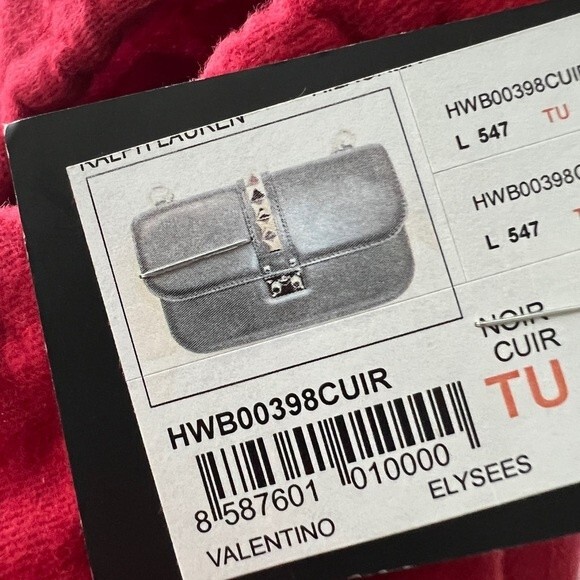 RALPH LAUREN
HWB00398CUIR
L 547 TU
HWB00398C
L 547
NOIR
CUIR
TU
HWB00398CUIR
8 587601 010000
ELYSEES
VALENTINO